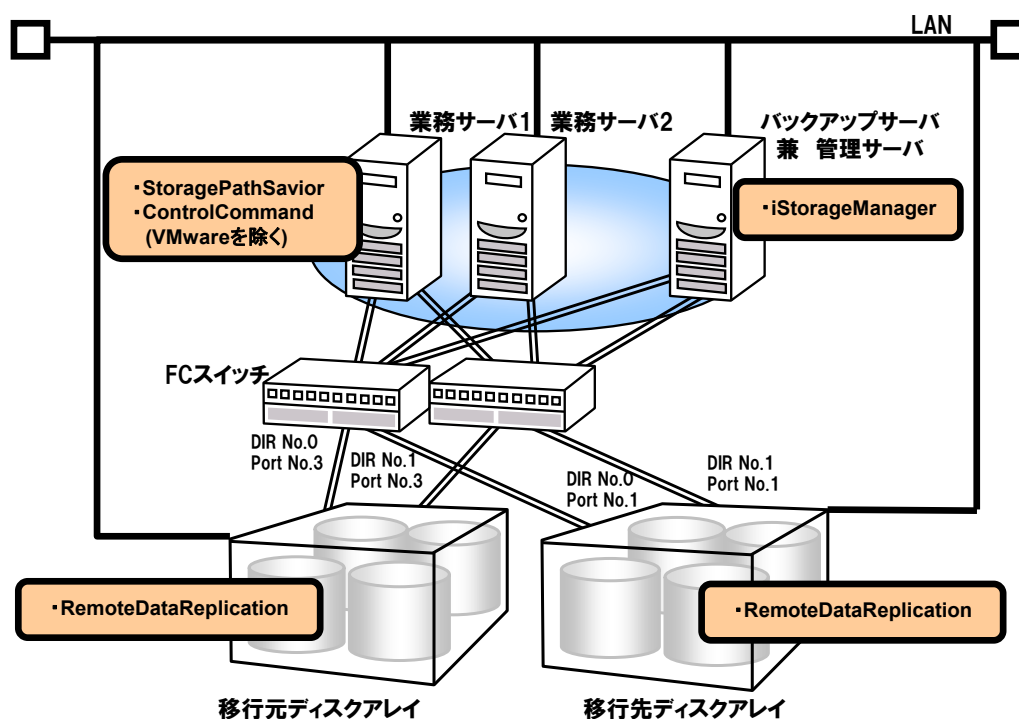 LAN
業務サーバ1
業務サーバ2
バックアップサーバ
兼 管理サーバ
・StoragePathSavior
・ControlCommand
(VMwareを除く)
・iStorageManager
FCスイッチ
DIR No.0
Port No.3
DIR No.1
Port No.3
DIR No.0
Port No.1
DIR No.1
Port No.1
・RemoteDataReplication
・RemoteDataReplication
移行元ディスクアレイ
移行先ディスクアレイ